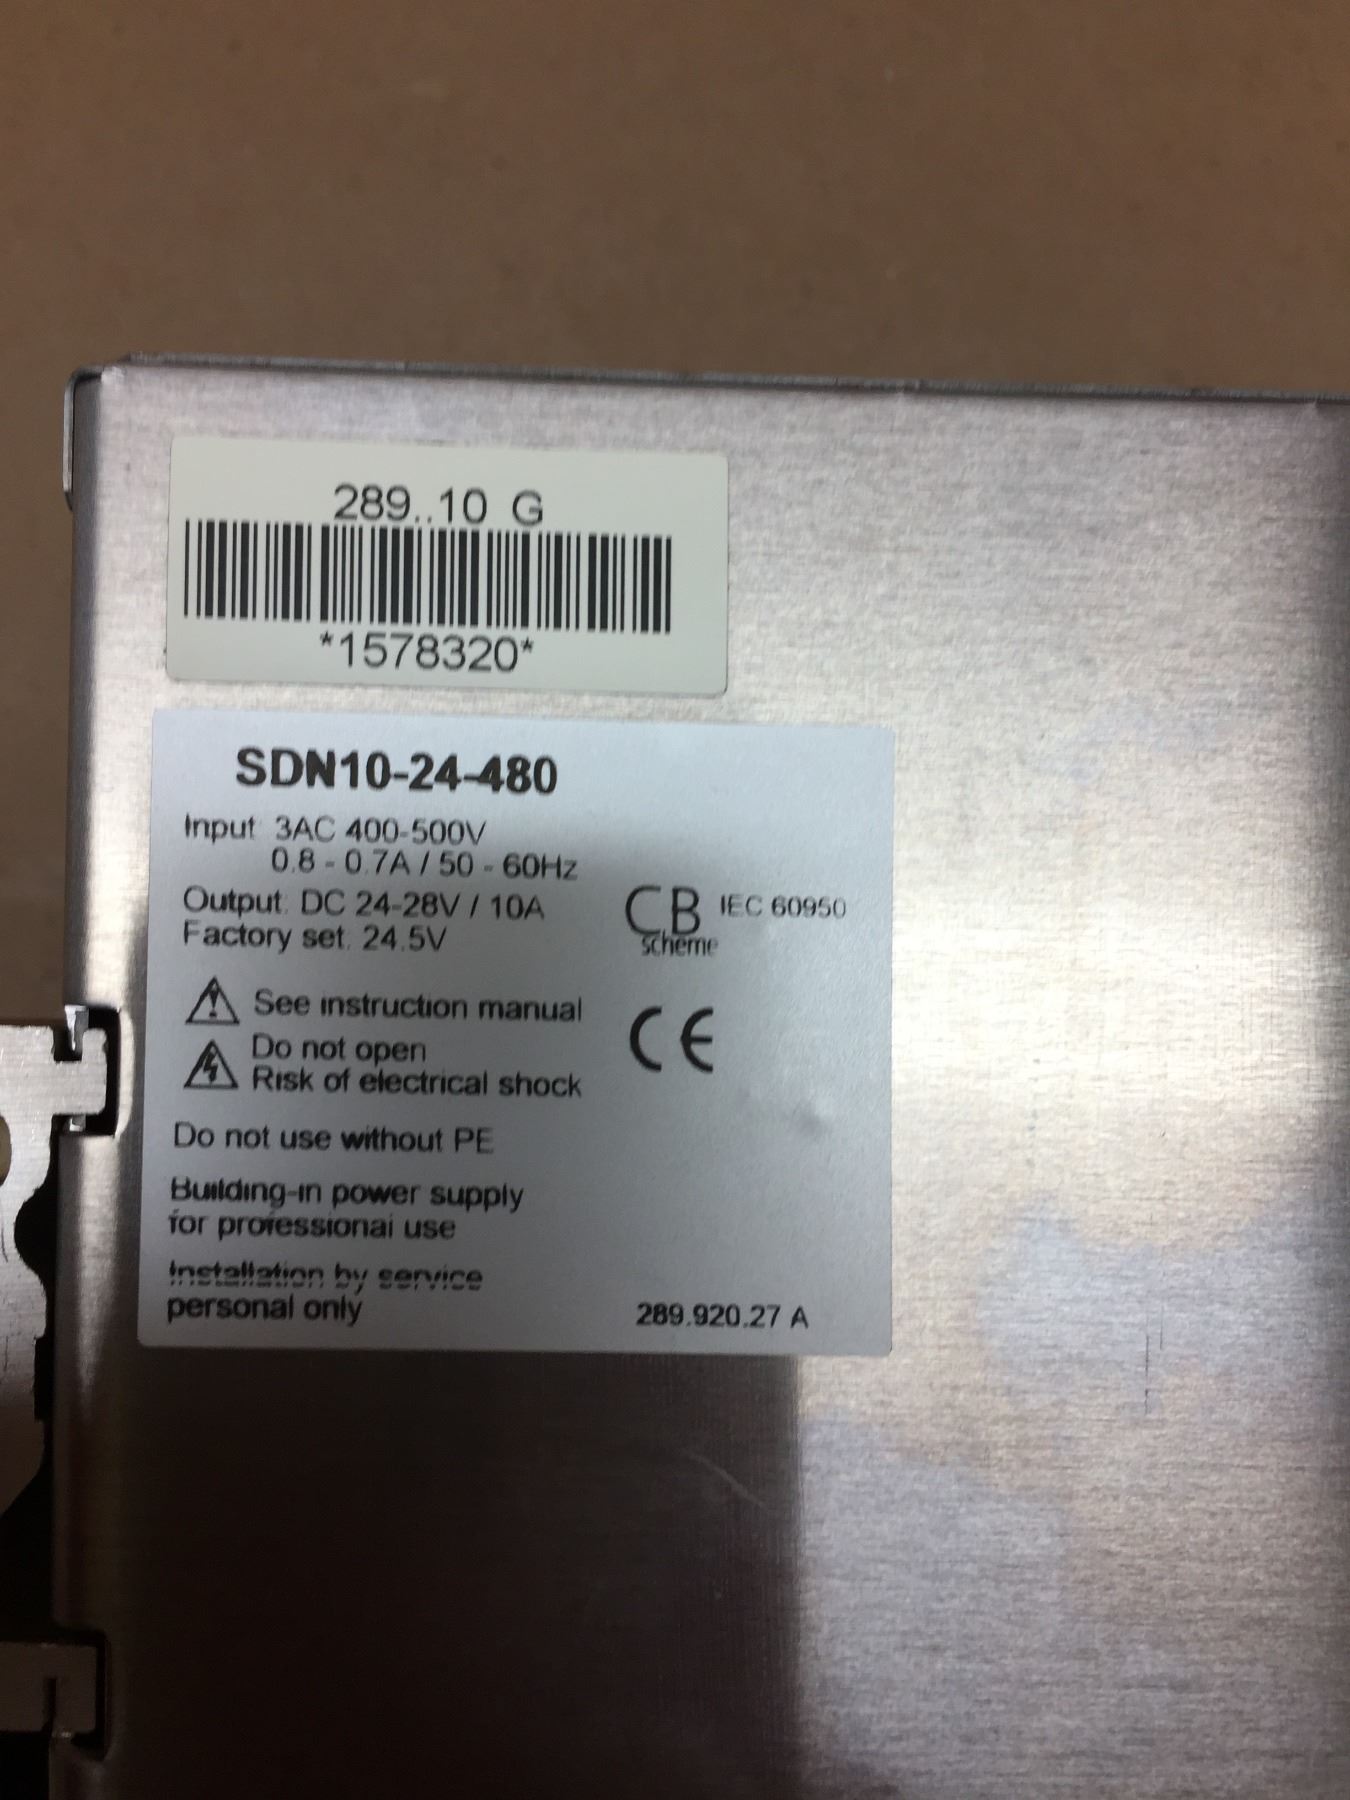 289..10 G
*1578320*
SDN10-24-480
Input: 3AC 400-500V
0.8 - 0.7A / 50 - 60Hz
Output: DC 24-28V / 10A
Factory set: 24.5V
CB scheme IEC 60950
See instruction manual
CE
Do not open
Risk of electrical shock
Do not use without PE
Building-in power supply
for professional use
Installation by service
personal only
289.920.27 A